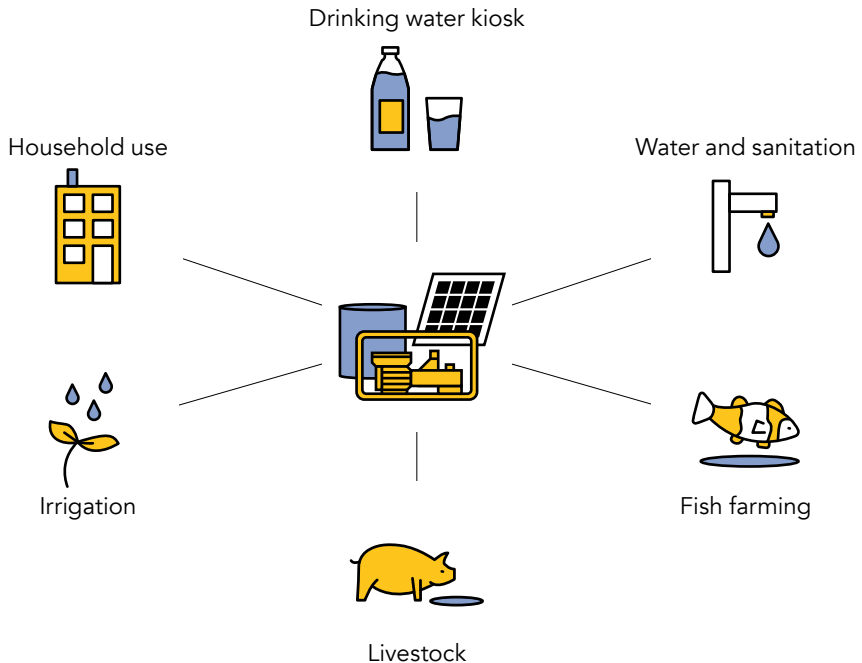 Drinking water kiosk
Household use
Water and sanitation
Irrigation
Fish farming
Livestock